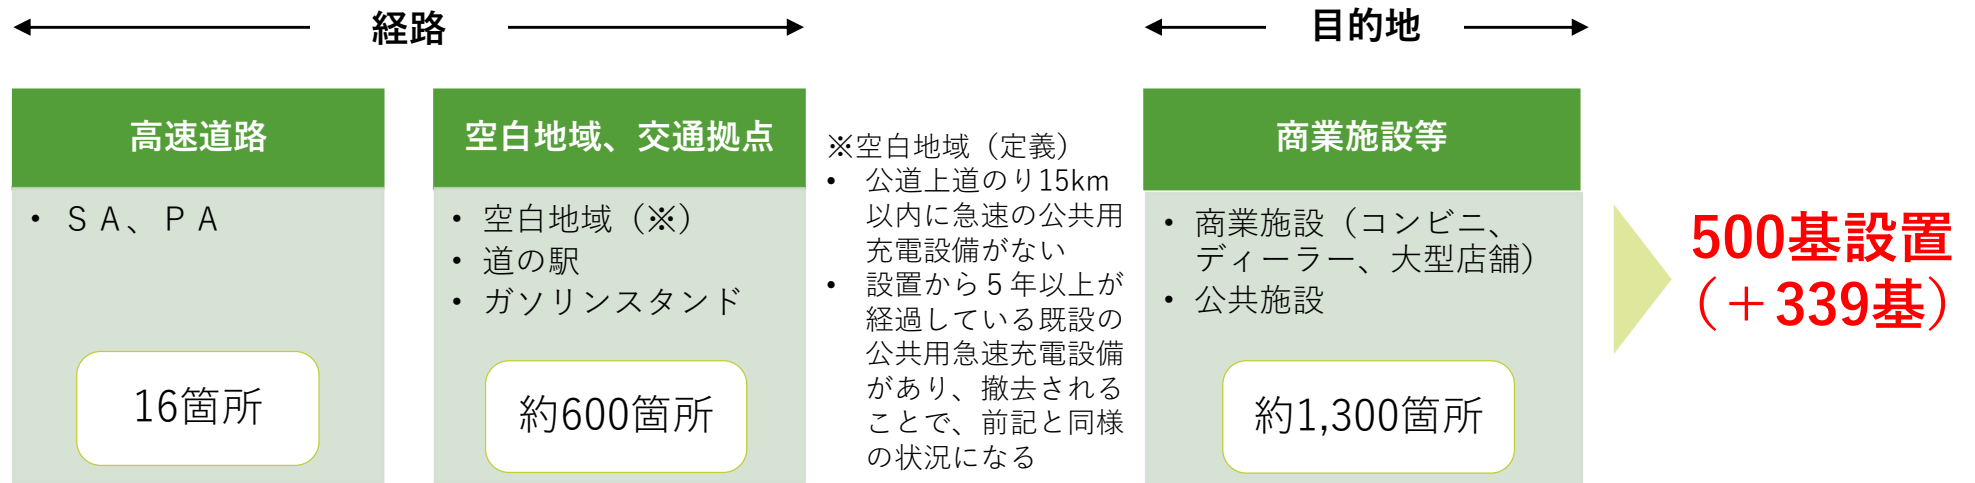 経路
目的地
高速道路
・ＳＡ、ＰＡ
16箇所
空白地域、交通拠点
・空白地域（※）
・道の駅
・ガソリンスタンド
約600箇所
※空白地域（定義）
・公道上道のり15km
以内に急速の公共用
充電設備がない
・設置から５年以上が
経過している既設の
公共用急速充電設備
があり、撤去される
ことで、前記と同様
の状況になる
商業施設等
・商業施設（コンビニ、
ディーラー、大型店舗）
・公共施設
約1,300箇所
500基設置
（＋339基）